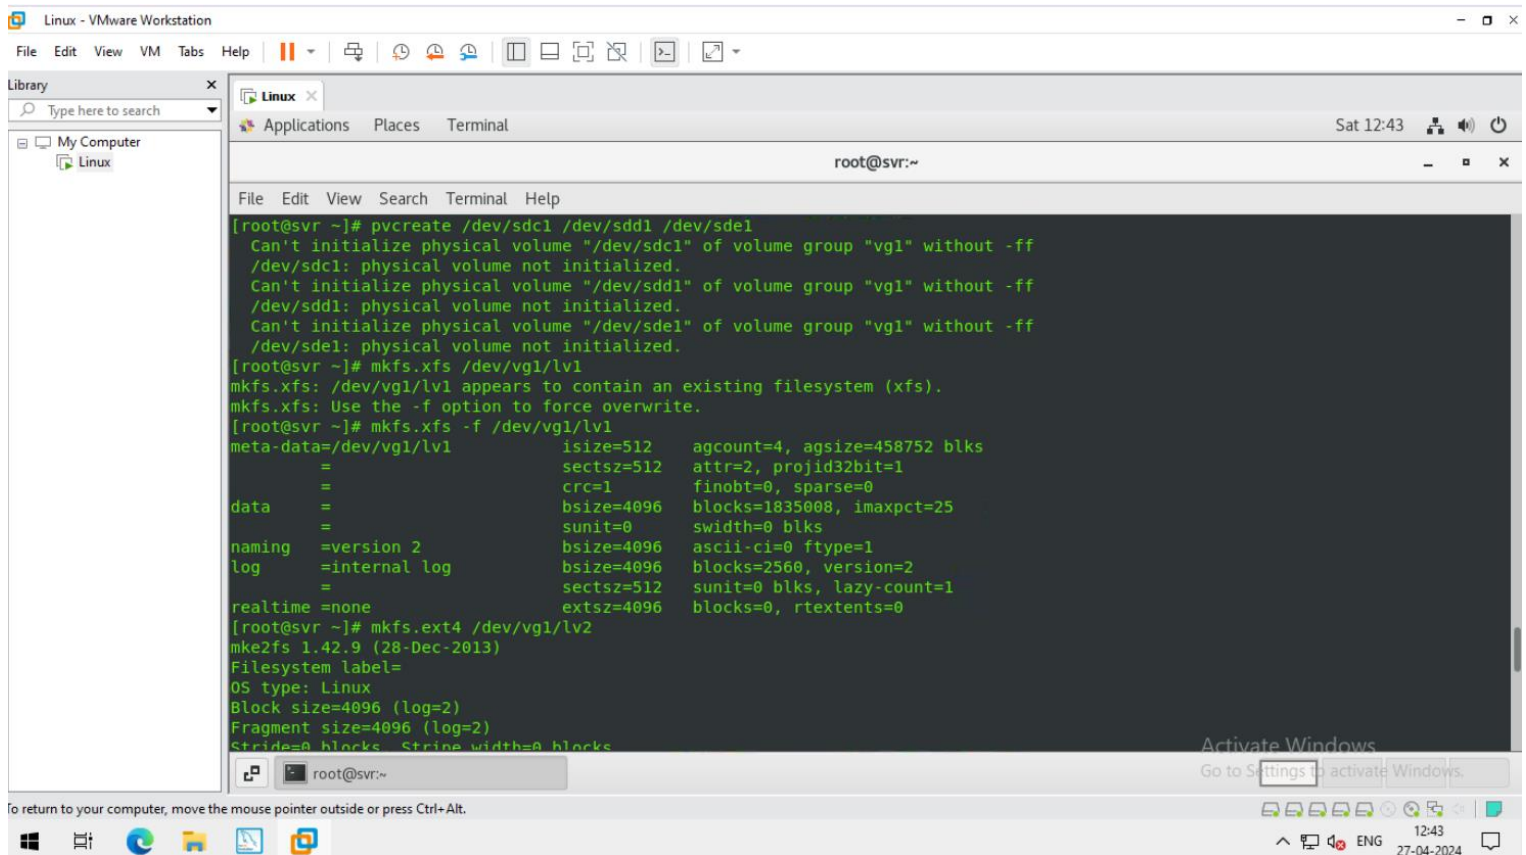 Linux - VMware Workstation
File Edit View VM Tabs Help
Library
Type here to search
My Computer
Linux
Linux
Applications Places Terminal Sat 12:43
root@svr:~
File Edit View Search Terminal Help
[root@svr ~]# pvcreate /dev/sdc1 /dev/sdd1 /dev/sde1
Can't initialize physical volume "/dev/sdc1" of volume group "vg1" without -ff
/dev/sdc1: physical volume not initialized.
Can't initialize physical volume "/dev/sdd1" of volume group "vg1" without -ff
/dev/sdd1: physical volume not initialized.
Can't initialize physical volume "/dev/sde1" of volume group "vg1" without -ff
/dev/sde1: physical volume not initialized.
[root@svr ~]# mkfs.xfs /dev/vg1/lv1
mkfs.xfs: /dev/vg1/lv1 appears to contain an existing filesystem (xfs).
mkfs.xfs: Use the -f option to force overwrite.
[root@svr ~]# mkfs.xfs -f /dev/vg1/lv1
meta-data=/dev/vg1/lv1 isize=512 agcount=4, agsize=458752 blks
= sectsz=512 attr=2, projid32bit=1
= crc=1 finobt=0, sparse=0
data = bsize=4096 blocks=1835008, imaxpct=25
= sunit=0 swidth=0 blks
naming =version 2 bsize=4096 ascii-ci=0 ftype=1
log =internal log bsize=4096 blocks=2560, version=2
= sectsz=512 sunit=0 blks, lazy-count=1
realtime =none extsz=4096 blocks=0, rtextents=0
[root@svr ~]# mkfs.ext4 /dev/vg1/lv2
mke2fs 1.42.9 (28-Dec-2013)
Filesystem label=
OS type: Linux
Block size=4096 (log=2)
Fragment size=4096 (log=2)
Stride=0 blocks, Stripe width=0 blocks
Activate Windows
Go to Settings to activate Windows.
root@svr:~
To return to your computer, move the mouse pointer outside or press Ctrl+Alt.
ENG 12:43
27-04-2024